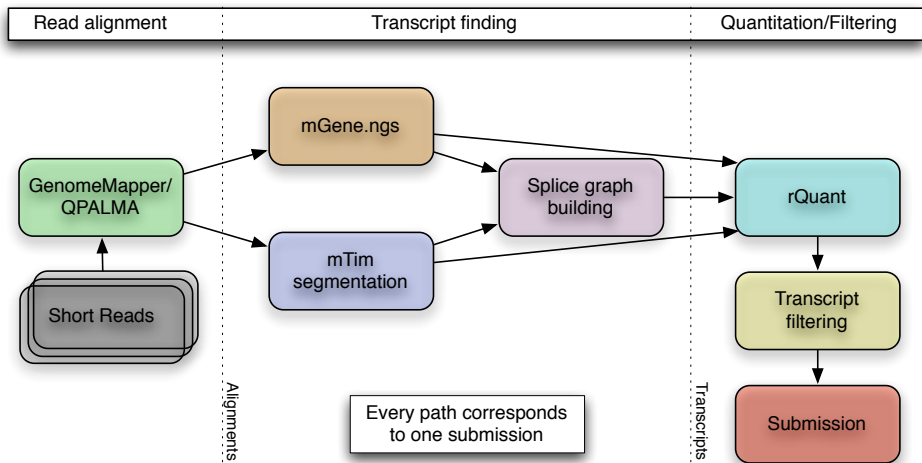 Read alignment
Transcript finding
Quantitation/Filtering
mGene.ngs
GenomeMapper/
QPALMA
Splice graph
building
rQuant
mTim
segmentation
Short Reads
Transcript
filtering
Alignments
Every path corresponds
to one submission
Transcripts
Submission